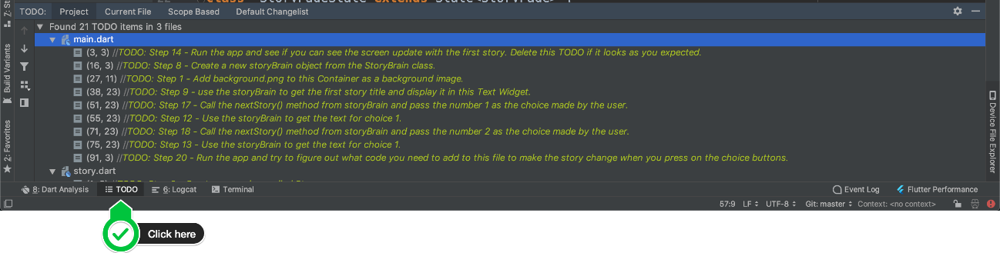 TODO: Project Current File Scope Based Default Changelist
Found 21 TODO items in 3 files
main.dart
(3, 3) //TODO: Step 14 - Run the app and see if you can see the screen update with the first story. Delete this TODO if it looks as you expected.
(16, 3) //TODO: Step 8 - Create a new storyBrain object from the StoryBrain class.
(27, 11) //TODO: Step 1 - Add background.png to this Container as a background image.
(38, 23) //TODO: Step 9 - use the storyBrain to get the first story title and display it in this Text Widget.
(51, 23) //TODO: Step 17 - Call the nextStory() method from storyBrain and pass the number 1 as the choice made by the user.
(55, 23) //TODO: Step 12 - Use the storyBrain to get the text for choice 1.
(71, 23) //TODO: Step 18 - Call the nextStory() method from storyBrain and pass the number 2 as the choice made by the user.
(75, 23) //TODO: Step 13 - Use the storyBrain to get the text for choice 1.
(91, 3) //TODO: Step 20 - Run the app and try to figure out what code you need to add to this file to make the story change when you press on the choice buttons.
story.dart
Build Variants
2: Favorites
Device File Explorer
8: Dart Analysis TODO 6: Logcat Terminal Event Log Flutter Performance
57:9 LF UTF-8 Git: master Context: <no context>
Click here